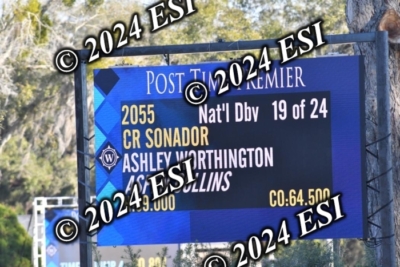 © 2024 ESI
POST TIME PREMIER
2055 Nat'l Dbv 19 of 24
CR SONADOR
ASHLEY WORTHINGTON
CO:64.500
© 2024 ESI
© 2024 ESI
© 2024 ESI
© 2024 ESI